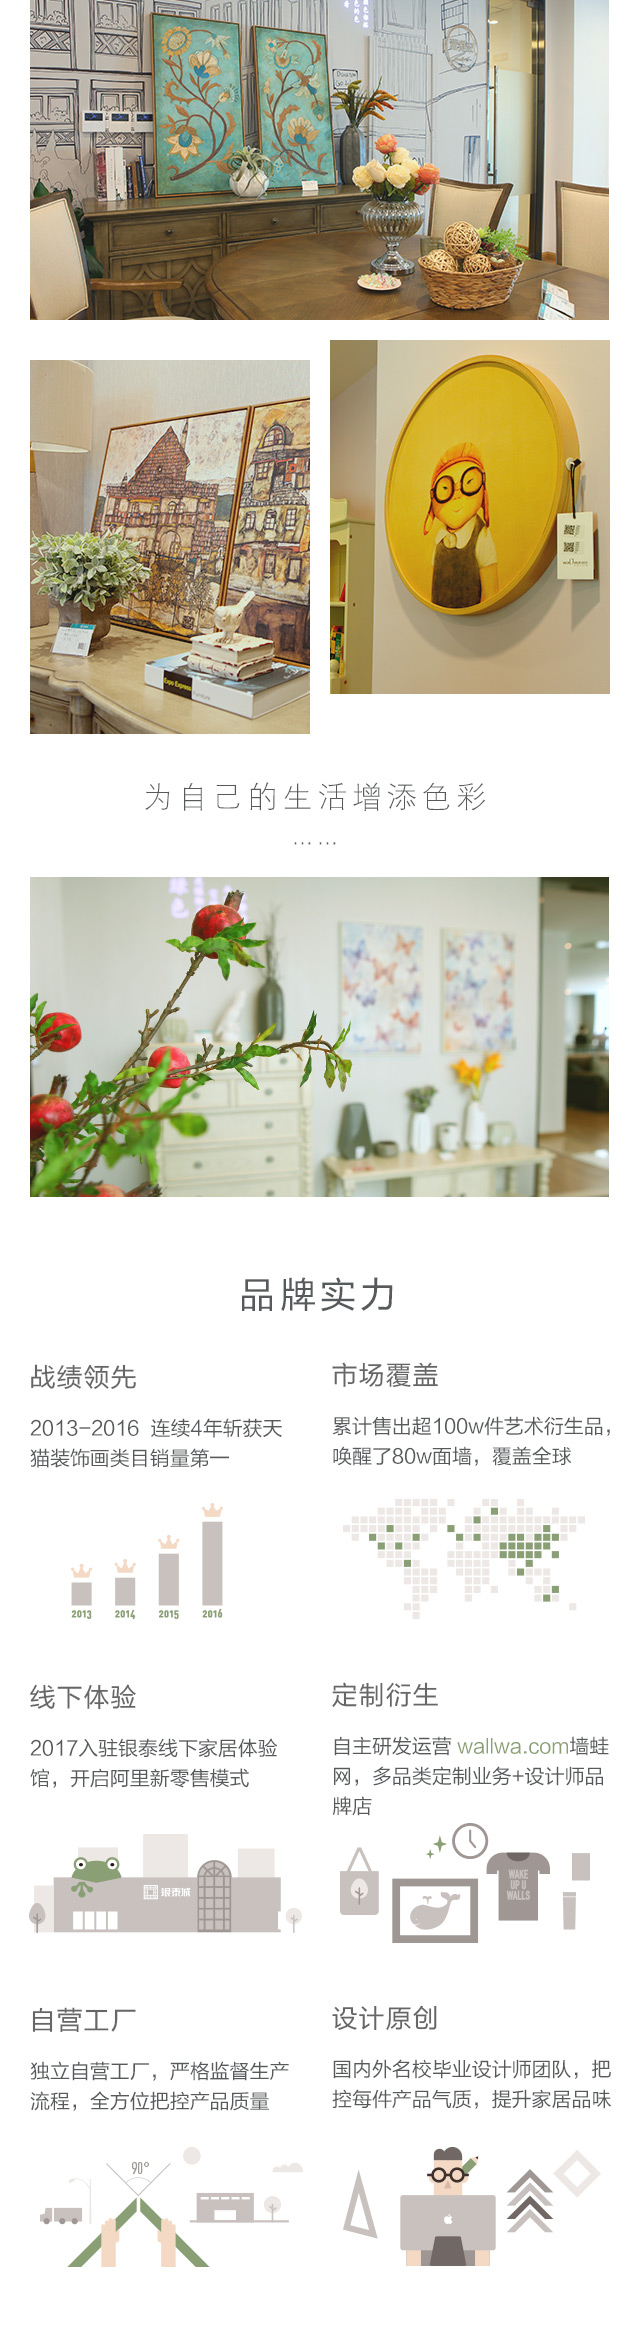 Expo Express
为自己的生活增添色彩
……
品牌实力
战绩领先
2013-2016 连续4年斩获天
猫装饰画类目销量第一
2013 2014 2015 2016
市场覆盖
累计售出超100w件艺术衍生品,
唤醒了80w面墙，覆盖全球
线下体验
2017入驻银泰线下家居体验
馆，开启阿里新零售模式
银泰城
定制衍生
自主研发运营 wallwa.com墙蛙
网，多品类定制业务+设计师品
牌店
WAKE
UP U
WALLS
自营工厂
独立自营工厂，严格监督生产
流程，全方位把控产品质量
90°
设计原创
国内外名校毕业设计师团队，把
控每件产品气质，提升家居品味